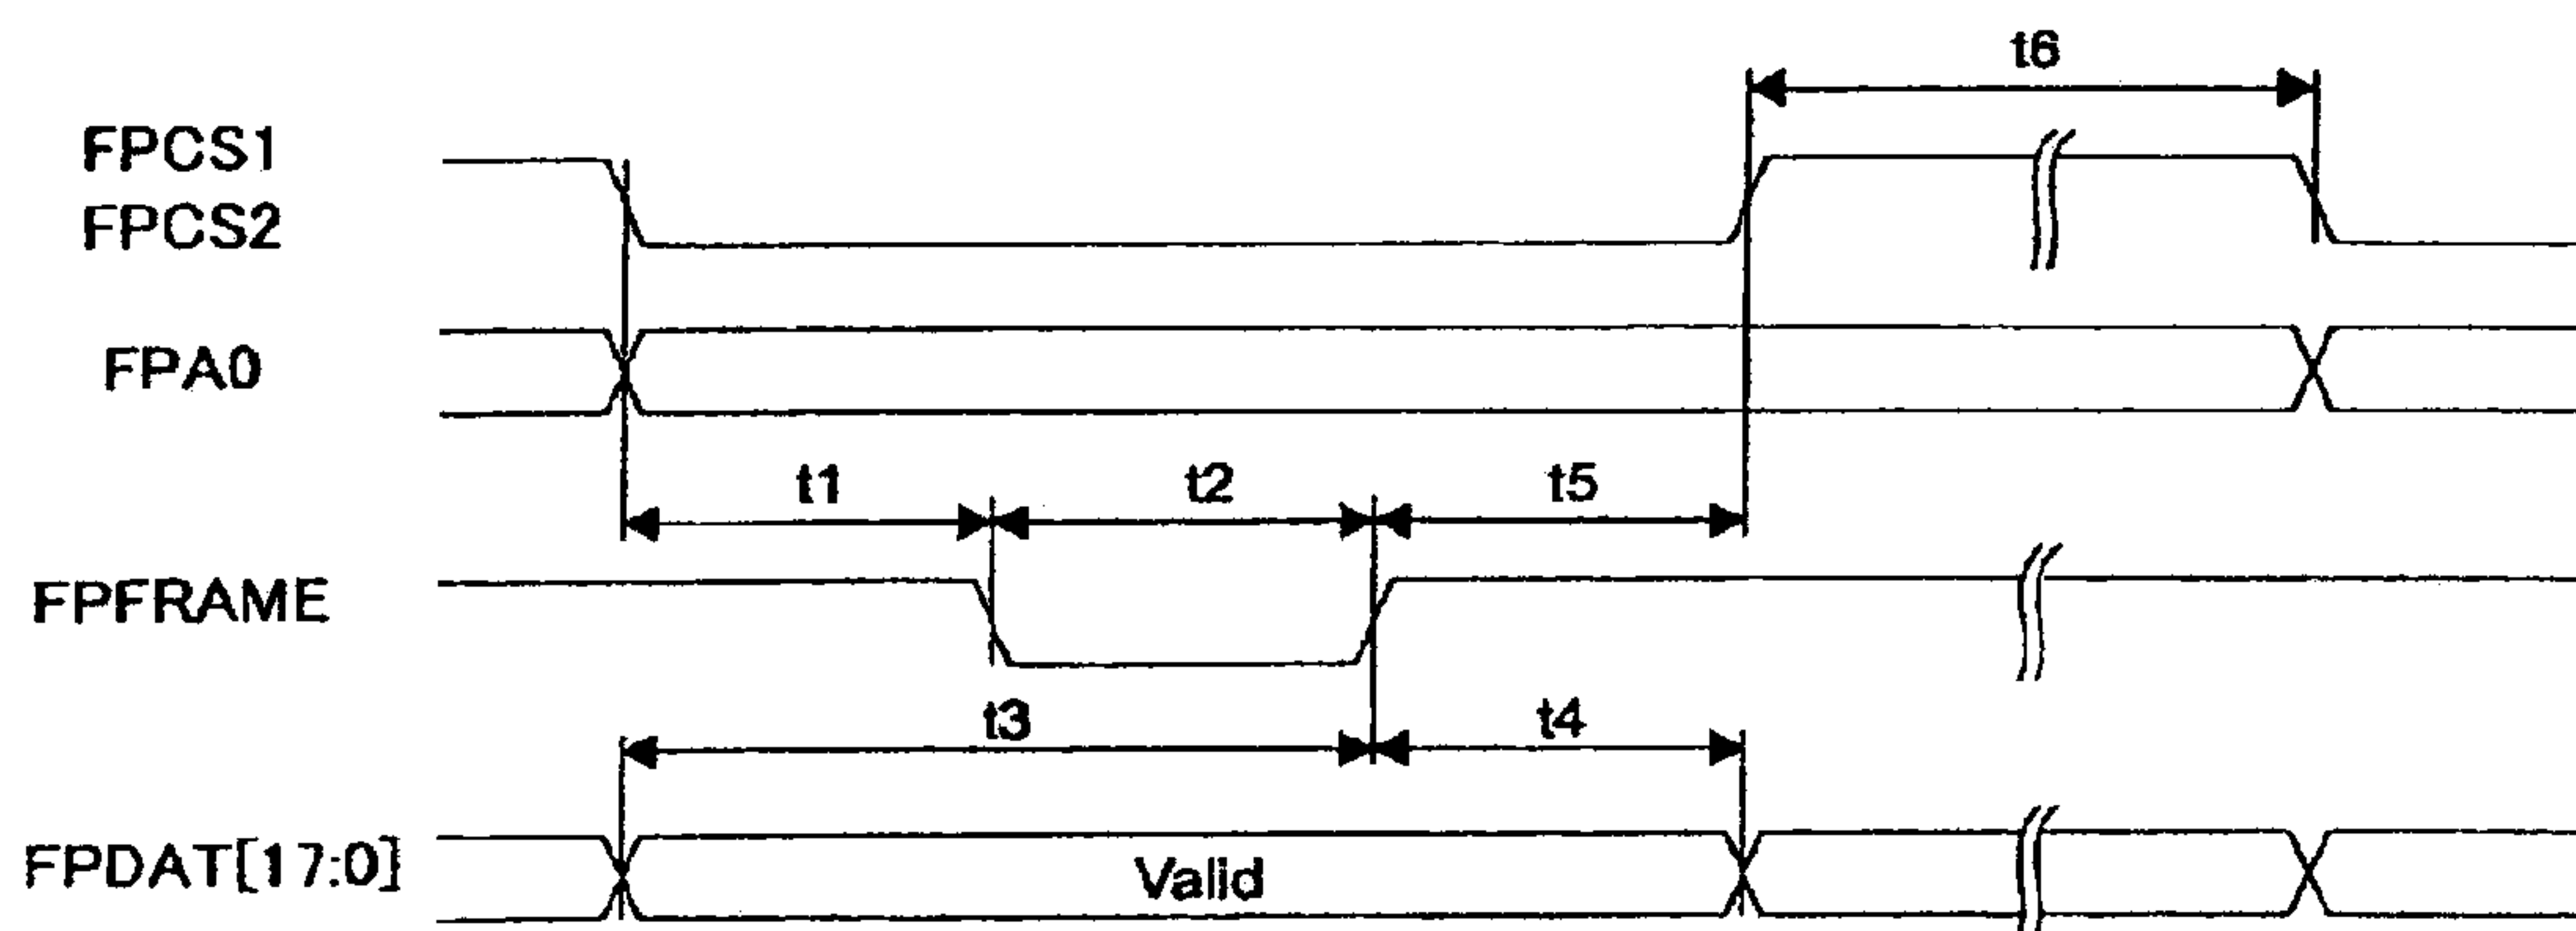 t6
FPCS1
FPCS2
FPA0
t1 t2 t5
FPFRAME
t3 t4
FPDAT[17:0] Valid